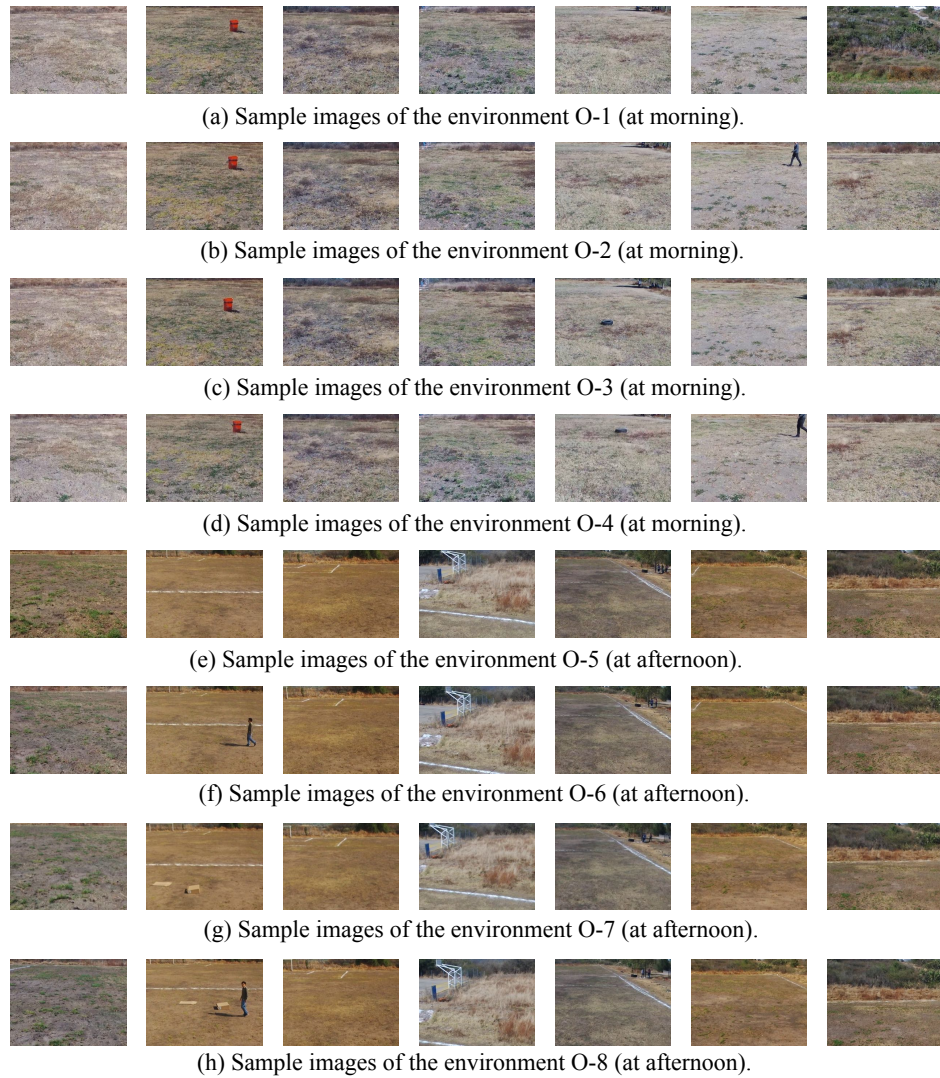 (a) Sample images of the environment O-1 (at morning).
(b) Sample images of the environment O-2 (at morning).
(c) Sample images of the environment O-3 (at morning).
(d) Sample images of the environment O-4 (at morning).
(e) Sample images of the environment O-5 (at afternoon).
(f) Sample images of the environment O-6 (at afternoon).
(g) Sample images of the environment O-7 (at afternoon).
(h) Sample images of the environment O-8 (at afternoon).